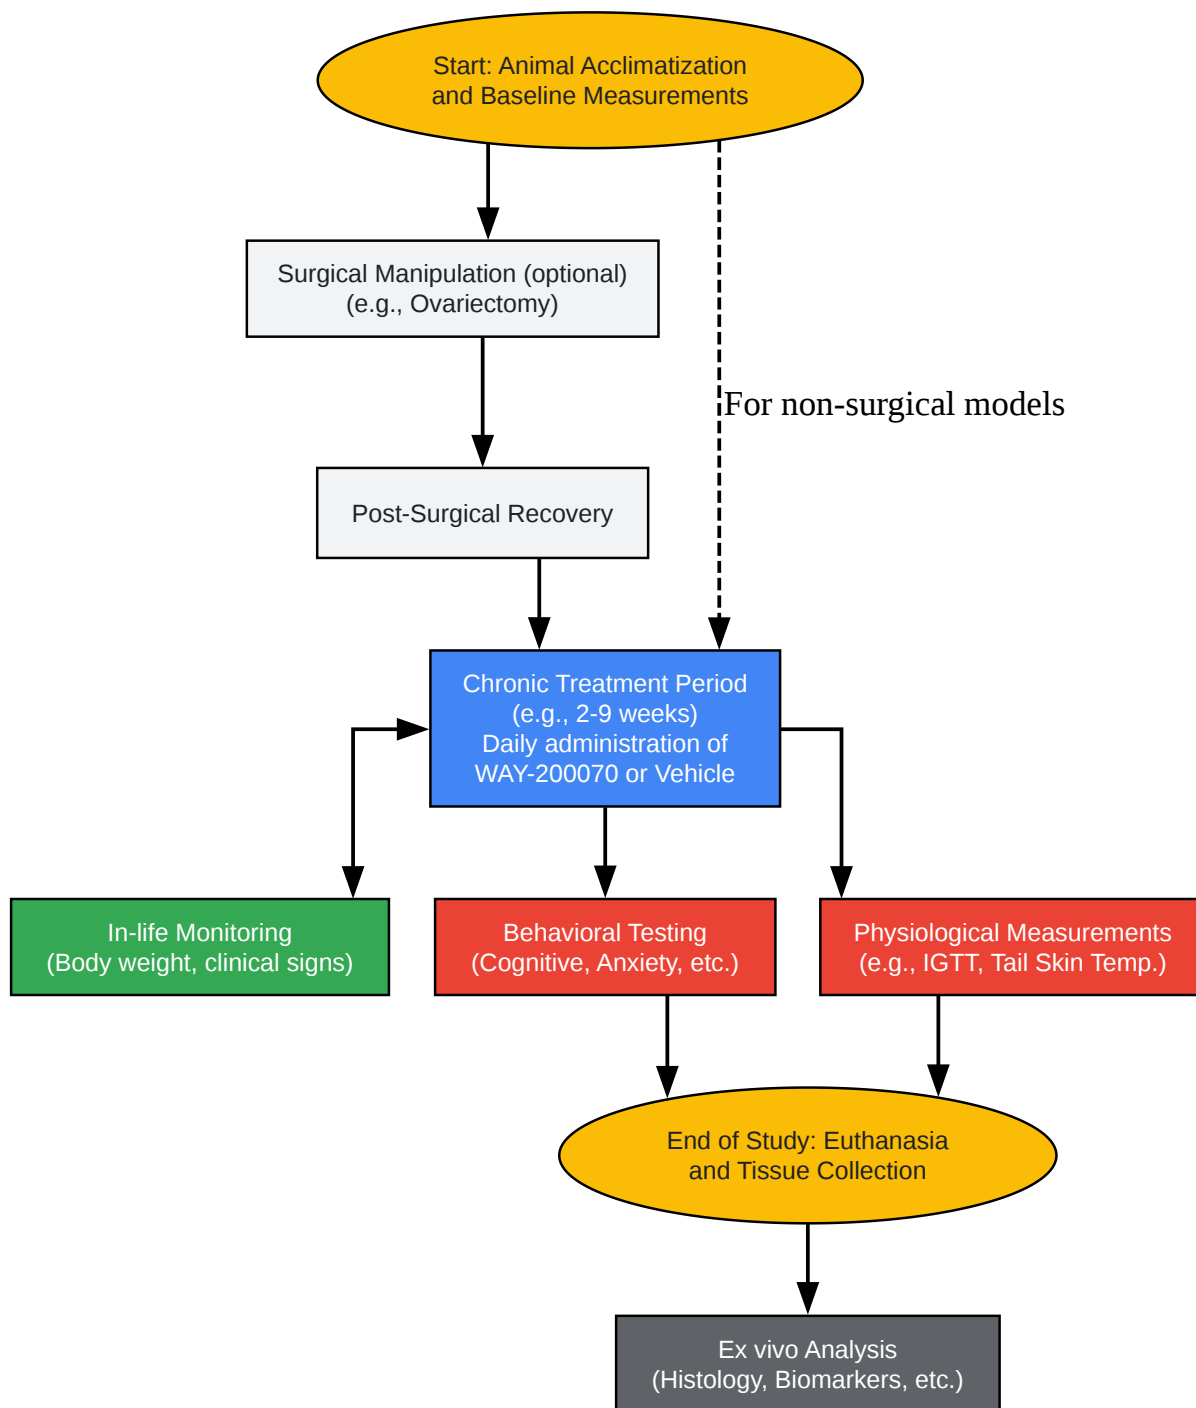 Start: Animal Acclimatization
and Baseline Measurements
Surgical Manipulation (optional)
(e.g., Ovariectomy)
For non-surgical models
Post-Surgical Recovery
Chronic Treatment Period
(e.g., 2-9 weeks)
Daily administration of
WAY-200070 or Vehicle
In-life Monitoring
(Body weight, clinical signs)
Behavioral Testing
(Cognitive, Anxiety, etc.)
Physiological Measurements
(e.g., IGTT, Tail Skin Temp.)
End of Study: Euthanasia
and Tissue Collection
Ex vivo Analysis
(Histology, Biomarkers, etc.)